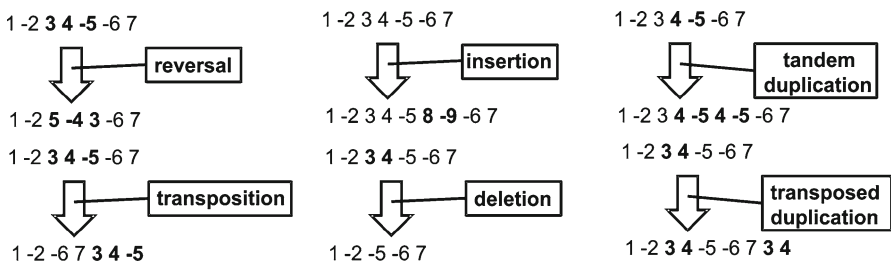 1 -2 3 4 -5 -6 7
reversal
1 -2 5 -4 3 -6 7
1 -2 3 4 -5 -6 7
transposition
1 -2 -6 7 3 4 -5
1 -2 3 4 -5 -6 7
insertion
1 -2 3 4 -5 8 -9 -6 7
1 -2 3 4 -5 -6 7
deletion
1 -2 -5 -6 7
1 -2 3 4 -5 -6 7
tandem
duplication
1 -2 3 4 -5 4 -5 -6 7
1 -2 3 4 -5 -6 7
transposed
duplication
1 -2 3 4 -5 -6 7 3 4